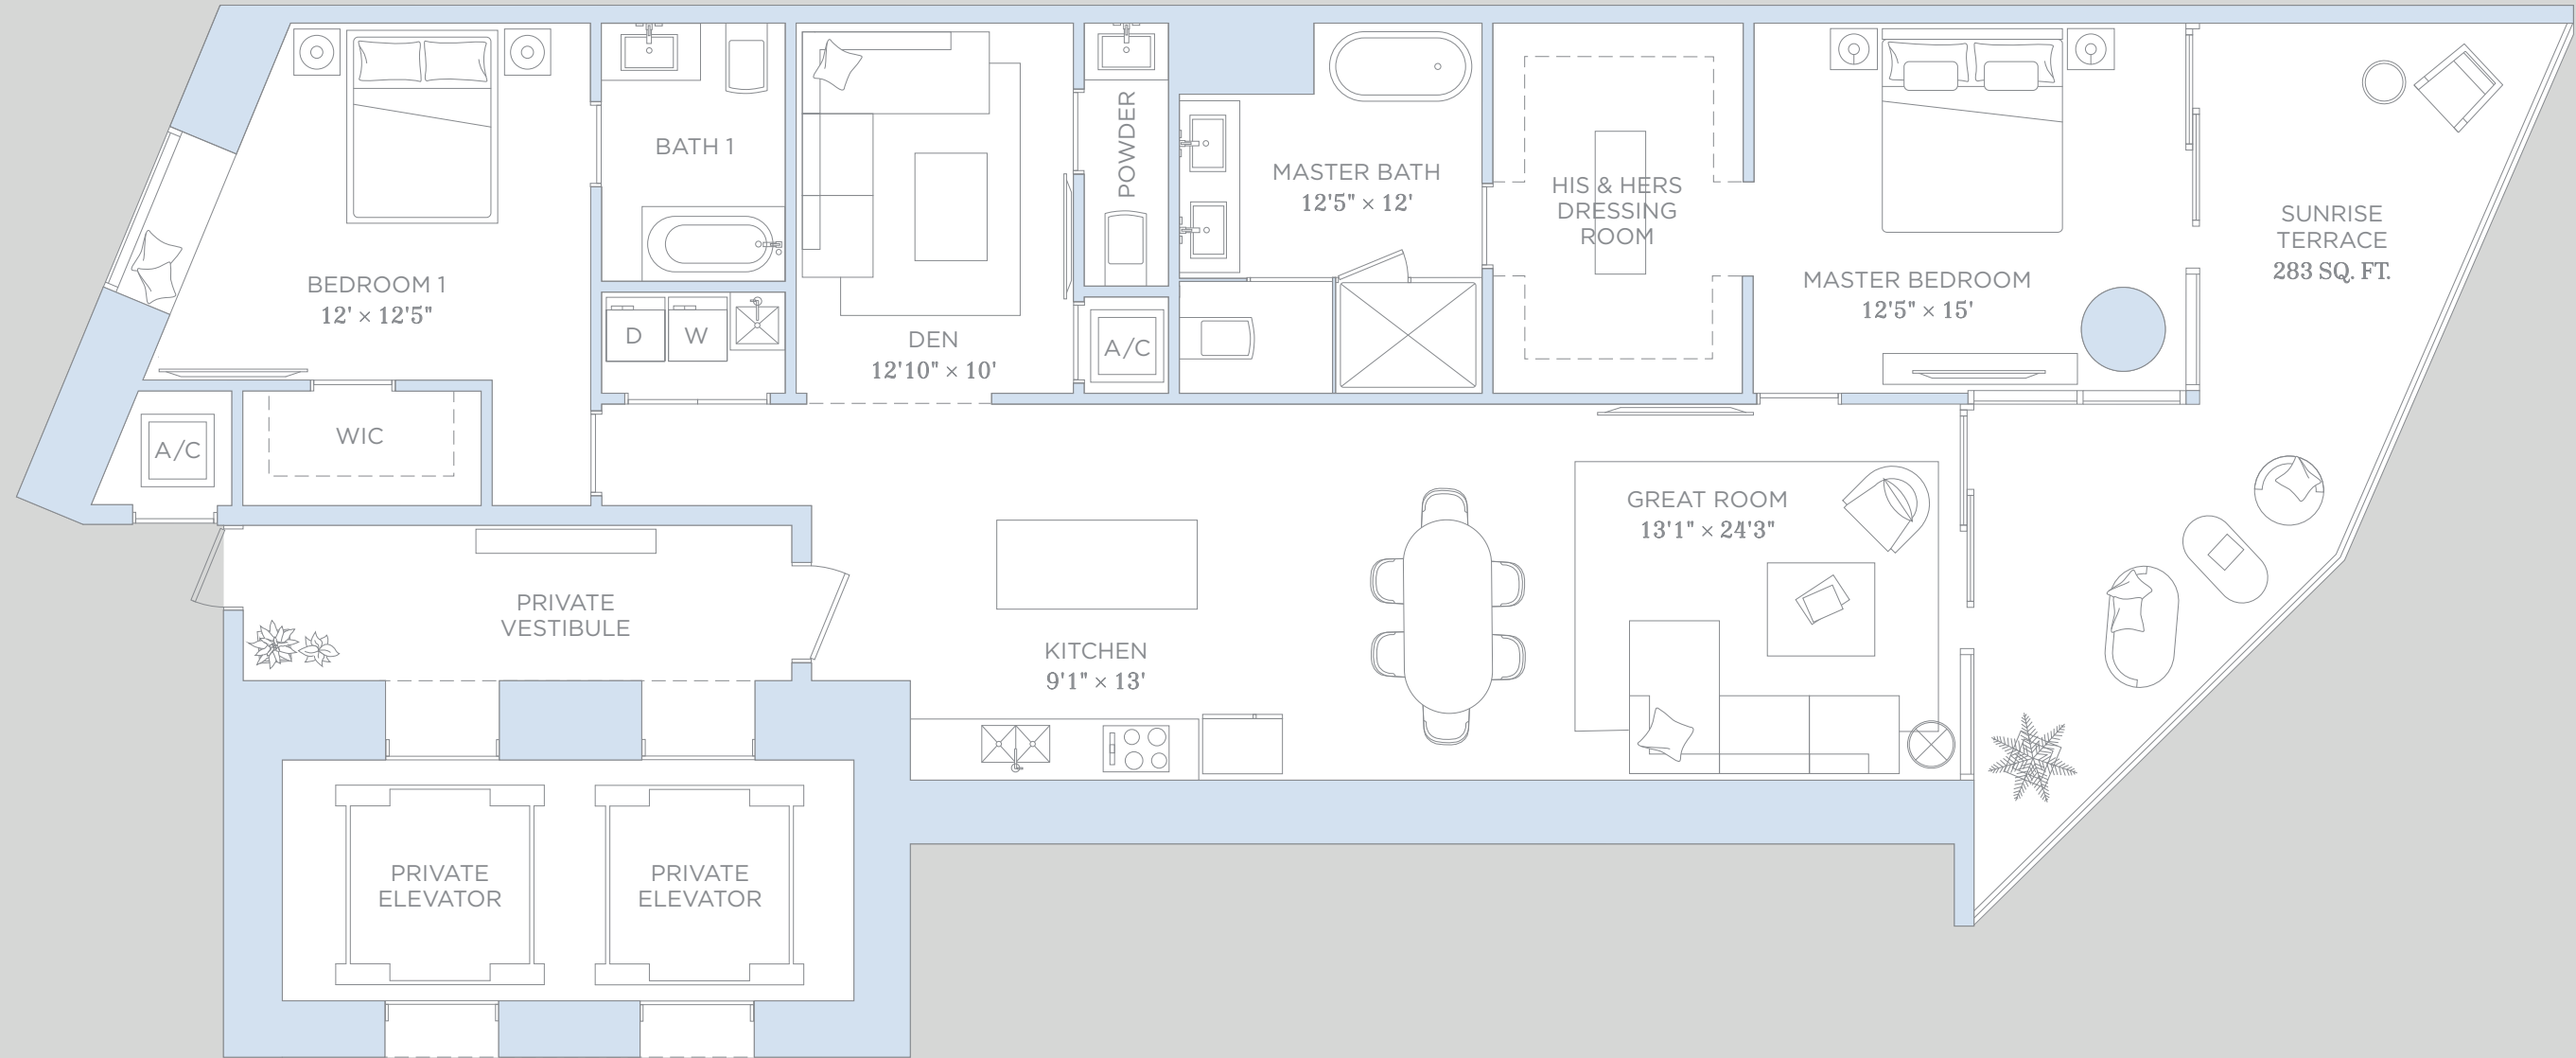 BEDROOM 1
12' × 12'5"
BATH 1
D
W
DEN
12'10" × 10'
POWDER
A/C
MASTER BATH
12'5" × 12'
HIS & HERS
DRESSING
ROOM
MASTER BEDROOM
12'5" × 15'
SUNRISE
TERRACE
283 SQ. FT.
A/C
WIC
PRIVATE
VESTIBULE
KITCHEN
9'1" × 13'
GREAT ROOM
13'1" × 24'3"
PRIVATE
ELEVATOR
PRIVATE
ELEVATOR